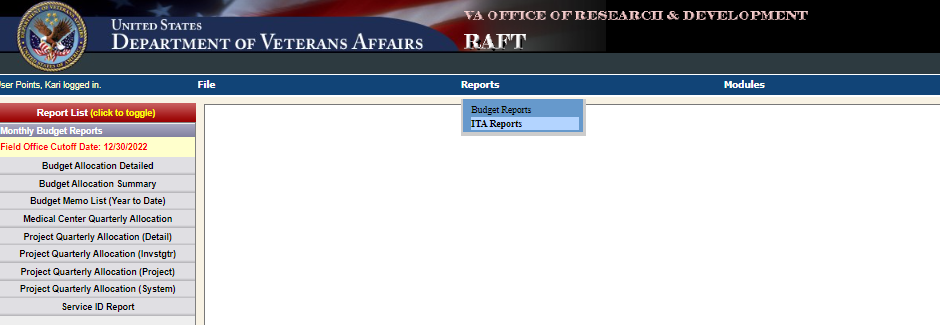 VA OFFICE OF RESEARCH & DEVELOPMENT
UNITED STATES
DEPARTMENT OF VETERANS AFFAIRS
RAFT
ser Points, Kari logged in.
File
Reports
Modules
Budget Reports
ITA Reports
Report List (click to toggle)
Monthly Budget Reports
Field Office Cutoff Date: 12/30/2022
Budget Allocation Detailed
Budget Allocation Summary
Budget Memo List (Year to Date)
Medical Center Quarterly Allocation
Project Quarterly Allocation (Detail)
Project Quarterly Allocation (Invstgtr)
Project Quarterly Allocation (Project)
Project Quarterly Allocation (System)
Service ID Report